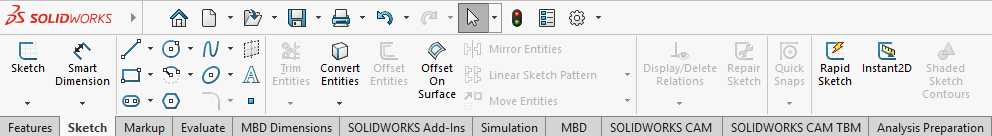 SOLIDWORKS
Sketch
Smart
Dimension
Trim
Entities
Convert
Entities
Offset
Entities
Offset
On
Surface
Mirror Entities
Linear Sketch Pattern
Move Entities
Display/Delete
Relations
Repair
Sketch
Quick
Snaps
Rapid
Sketch
Instant2D
Shaded
Sketch
Contours
Features Sketch Markup Evaluate MBD Dimensions SOLIDWORKS Add-Ins Simulation MBD SOLIDWORKS CAM SOLIDWORKS CAM TBM Analysis Preparation